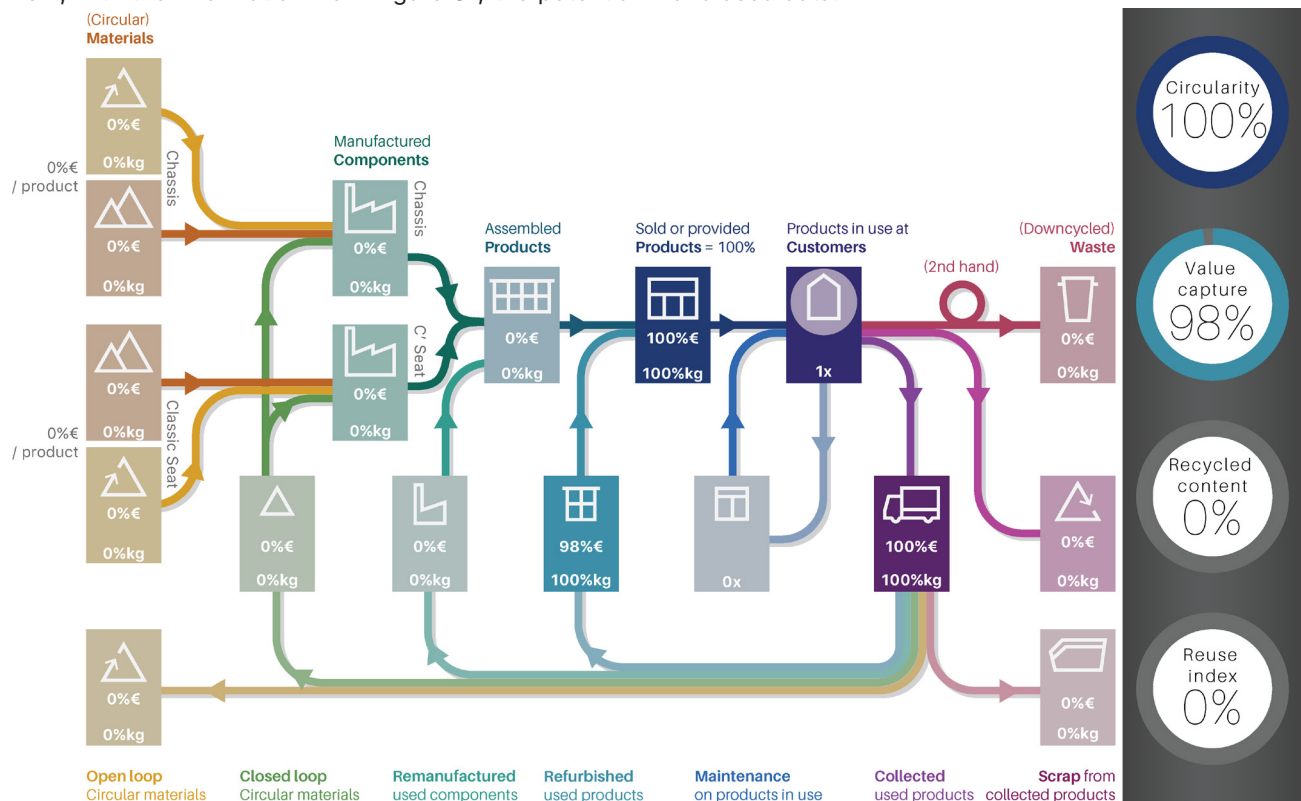 (Circular)
Materials
0%€
0%kg
Chassis
0%€
/ product
0%€
0%kg
0%€
0%kg
Classic Seat
0%€
/ product
0%€
0%kg
Manufactured
Components
Chassis
0%€
0%kg
C' Seat
0%€
0%kg
Assembled
Products
0%€
0%kg
Sold or provided
Products = 100%
100%€
100%kg
Products in use at
Customers
1x
(2nd hand)
(Downcycled)
Waste
0%€
0%kg
0%€
0%kg
0%€
0%kg
98%€
100%kg
0x
100%€
100%kg
0%€
0%kg
0%€
0%kg
0%€
0%kg
Open loop
Circular materials
Closed loop
Circular materials
Remanufactured
used components
Refurbished
used products
Maintenance
on products in use
Collected
used products
Scrap from
collected products
Circularity
100%
Value
capture
98%
Recycled
content
0%
Reuse
index
0%